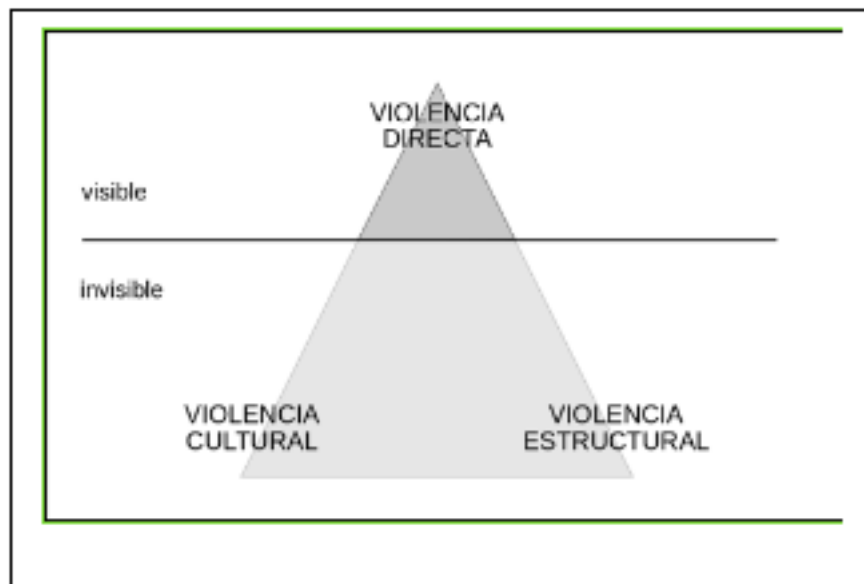 VIOLENCIA
DIRECTA
visible
invisible
VIOLENCIA
CULTURAL
VIOLENCIA
ESTRUCTURAL